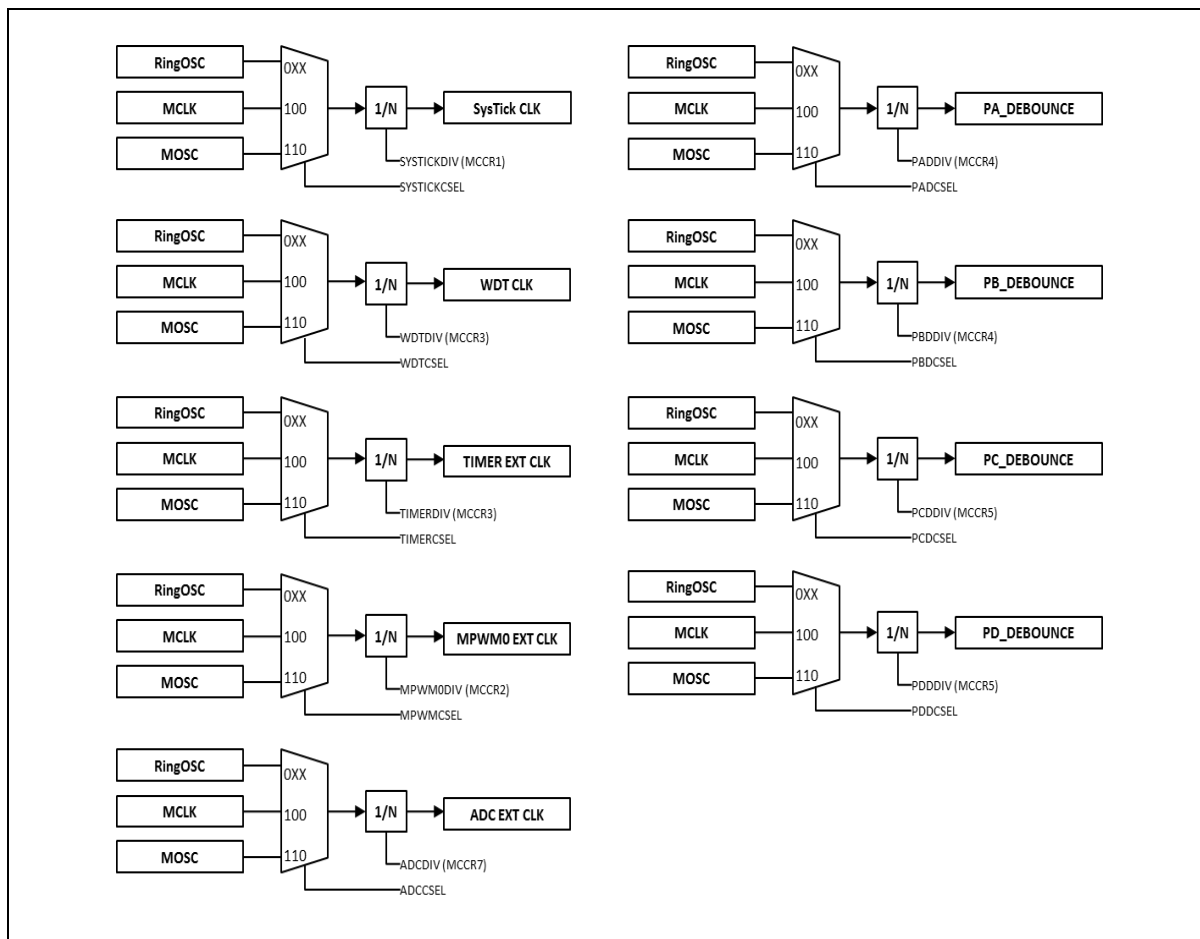 RingOSC
MCLK
MOSC
0XX
100
110
1/N
SysTick CLK
SYSTICKDIV (MCCR1)
SYSTICKCSEL
RingOSC
MCLK
MOSC
0XX
100
110
1/N
WDT CLK
WDTDIV (MCCR3)
WDTCSEL
RingOSC
MCLK
MOSC
0XX
100
110
1/N
TIMER EXT CLK
TIMERDIV (MCCR3)
TIMERCSEL
RingOSC
MCLK
MOSC
0XX
100
110
1/N
MPWM0 EXT CLK
MPWM0DIV (MCCR2)
MPWMCSEL
RingOSC
MCLK
MOSC
0XX
100
110
1/N
ADC EXT CLK
ADCDIV (MCCR7)
ADCCSEL
RingOSC
MCLK
MOSC
0XX
100
110
1/N
PA_DEBOUNCE
PADDIV (MCCR4)
PADCSEL
RingOSC
MCLK
MOSC
0XX
100
110
1/N
PB_DEBOUNCE
PBDDIV (MCCR4)
PBDCSEL
RingOSC
MCLK
MOSC
0XX
100
110
1/N
PC_DEBOUNCE
PCDDIV (MCCR5)
PCDCSEL
RingOSC
MCLK
MOSC
0XX
100
110
1/N
PD_DEBOUNCE
PDDDIV (MCCR5)
PDDCSEL